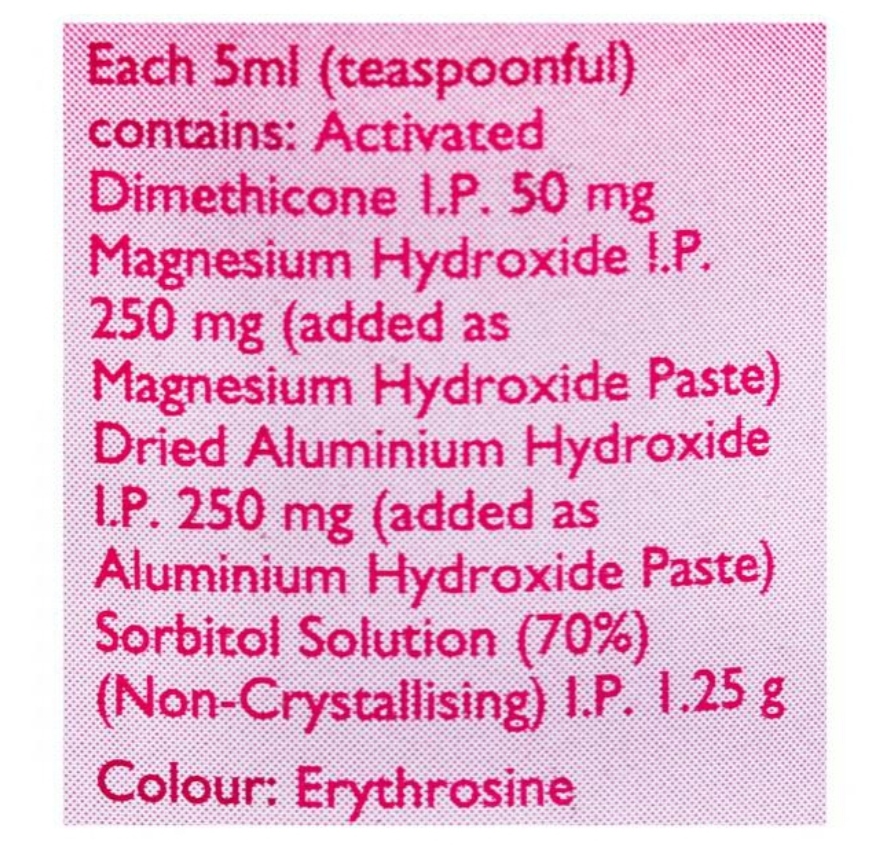 Each 5ml (teaspoonful)
contains: Activated
Dimethicone I.P. 50 mg
Magnesium Hydroxide I.P.
250 mg (added as
Magnesium Hydroxide Paste)
Dried Aluminium Hydroxide
I.P. 250 mg (added as
Aluminium Hydroxide Paste)
Sorbitol Solution (70%)
(Non-Crystallising) I.P. 1.25 g
Colour: Erythrosine